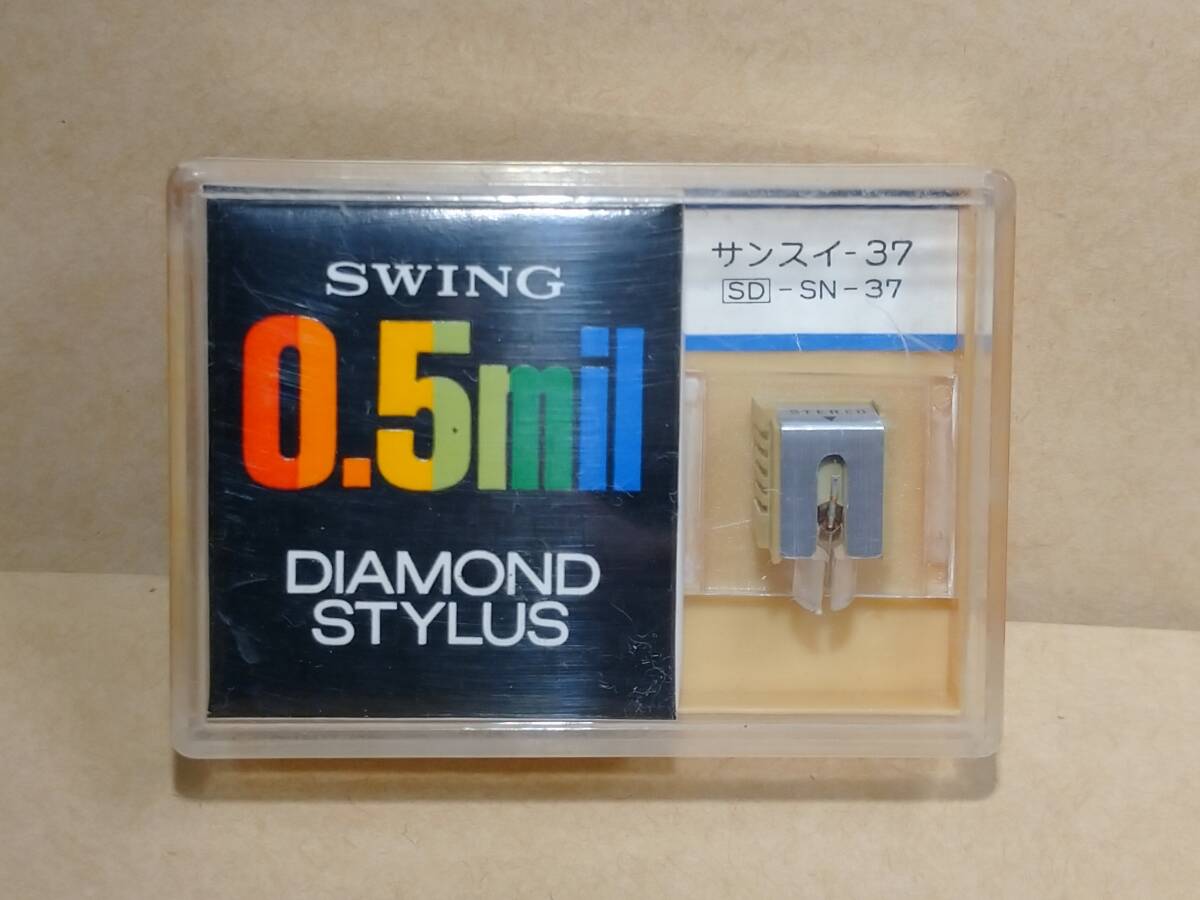 SWING
0.5mil
DIAMOND
STYLUS
サンスイ-37
SD-SN-37
STEREO